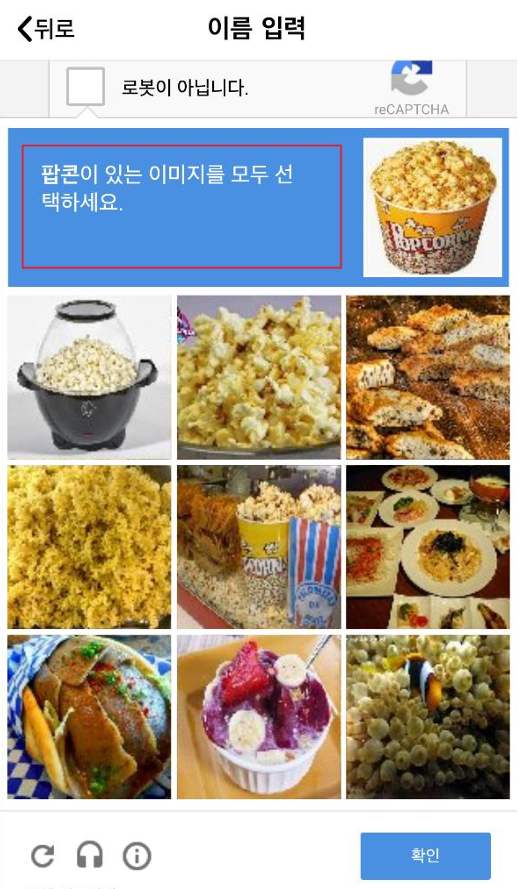 뒤로
이름 입력
로봇이 아닙니다.
reCAPTCHA
팝콘이 있는 이미지를 모두 선
택하세요.
POPCORN
확인